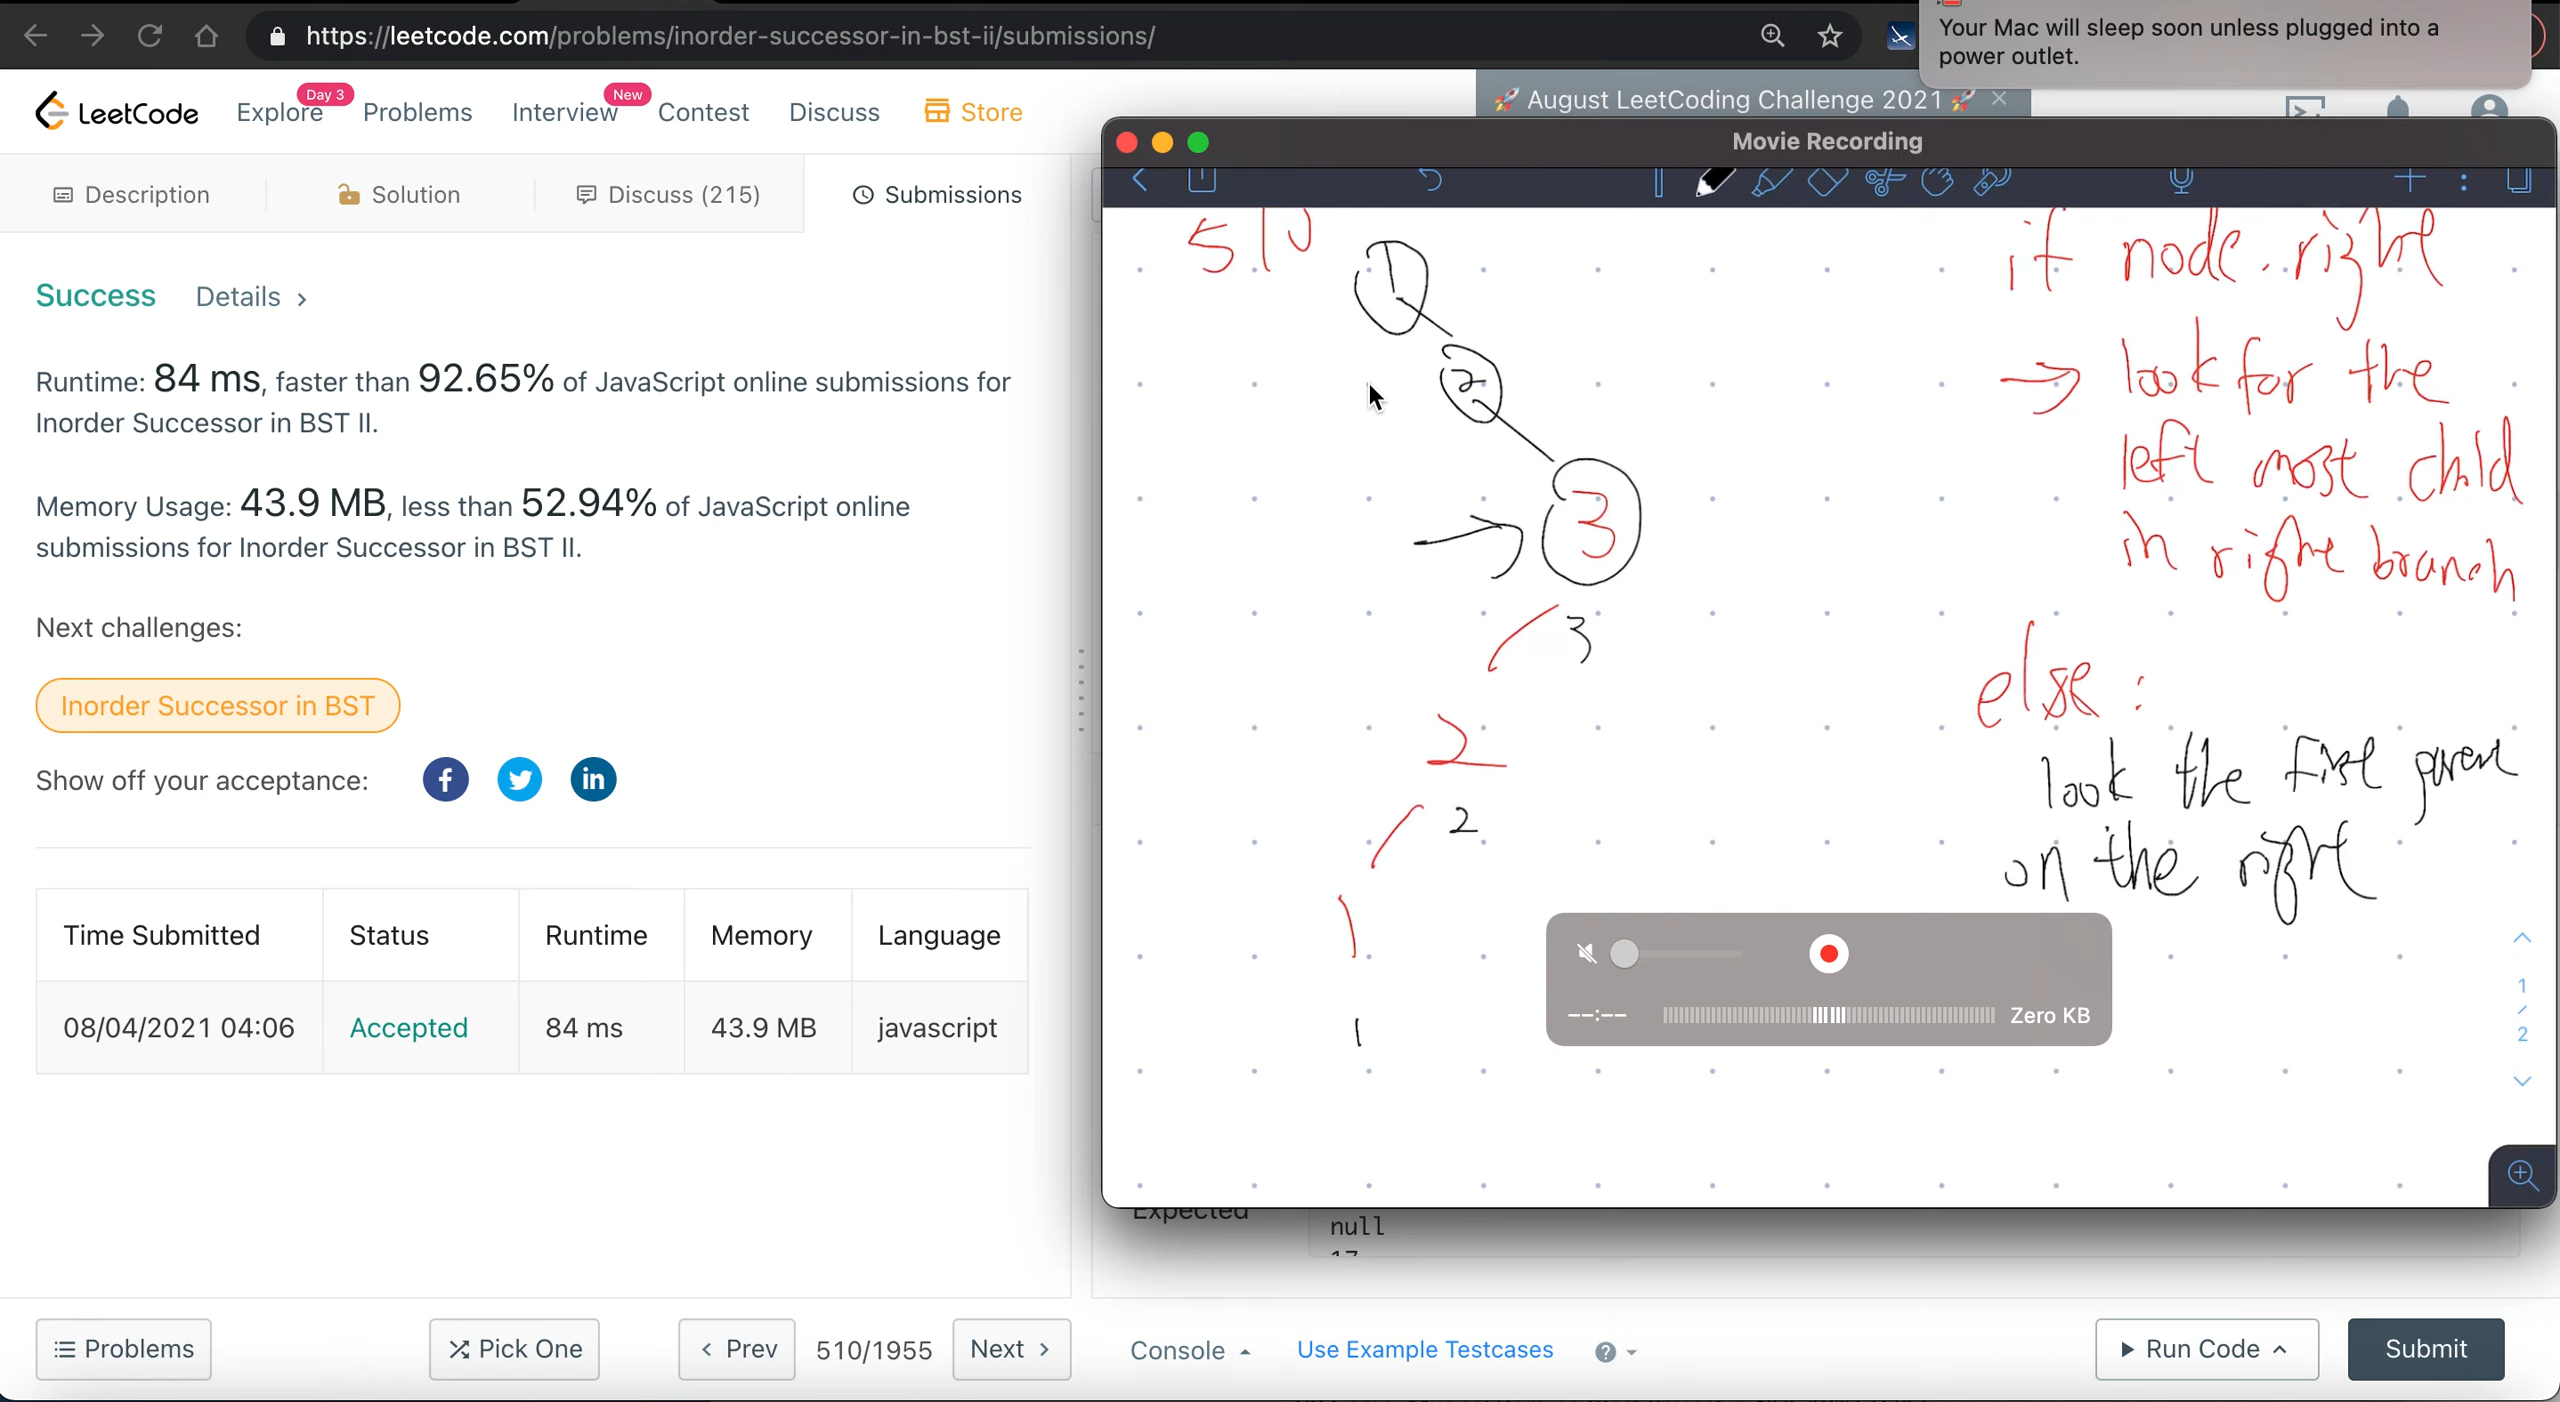 https://leetcode.com/problems/inorder-successor-in-bst-ii/submissions/
Your Mac will sleep soon unless plugged into a
power outlet.
LeetCode
Explore
Day 3
Problems
Interview
New
Contest
Discuss
Store
🚀 August LeetCoding Challenge 2021 🚀
Description
Solution
Discuss (215)
Submissions
Success
Details
Runtime: 84 ms, faster than 92.65% of JavaScript online submissions for
Inorder Successor in BST II.
Memory Usage: 43.9 MB, less than 52.94% of JavaScript online
submissions for Inorder Successor in BST II.
Next challenges:
Inorder Successor in BST
Show off your acceptance:
Time Submitted Status Runtime Memory Language
08/04/2021 04:06 Accepted 84 ms 43.9 MB javascript
Movie Recording
510
1
2
3
3
2
2
1
1
if node.right
→ look for the
left most child
in right branch
else :
look the first parent
on the right
--:--
Zero KB
1
/
2
Expected
null
17
Problems
Pick One
Prev
510/1955
Next
Console
Use Example Testcases
Run Code
Submit